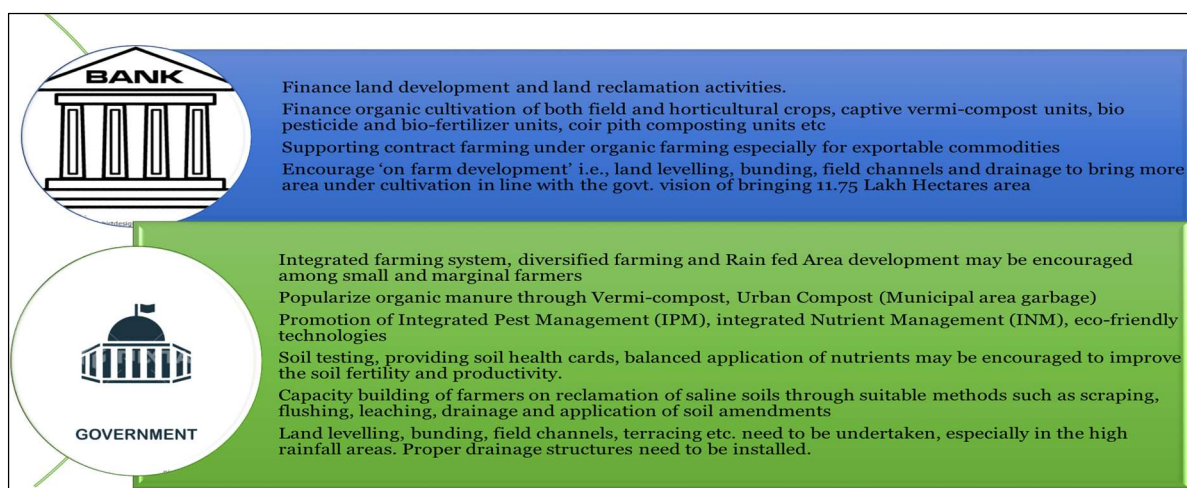 BANK
Finance land development and land reclamation activities.
Finance organic cultivation of both field and horticultural crops, captive vermi-compost units, bio
pesticide and bio-fertilizer units, coir pith composting units etc
Supporting contract farming under organic farming especially for exportable commodities
Encourage ‘on farm development’ i.e., land levelling, bunding, field channels and drainage to bring more
area under cultivation in line with the govt. vision of bringing 11.75 Lakh Hectares area
GOVERNMENT
Integrated farming system, diversified farming and Rain fed Area development may be encouraged
among small and marginal farmers
Popularize organic manure through Vermi-compost, Urban Compost (Municipal area garbage)
Promotion of Integrated Pest Management (IPM), integrated Nutrient Management (INM), eco-friendly
technologies
Soil testing, providing soil health cards, balanced application of nutrients may be encouraged to improve
the soil fertility and productivity.
Capacity building of farmers on reclamation of saline soils through suitable methods such as scraping,
flushing, leaching, drainage and application of soil amendments
Land levelling, bunding, field channels, terracing etc. need to be undertaken, especially in the high
rainfall areas. Proper drainage structures need to be installed.